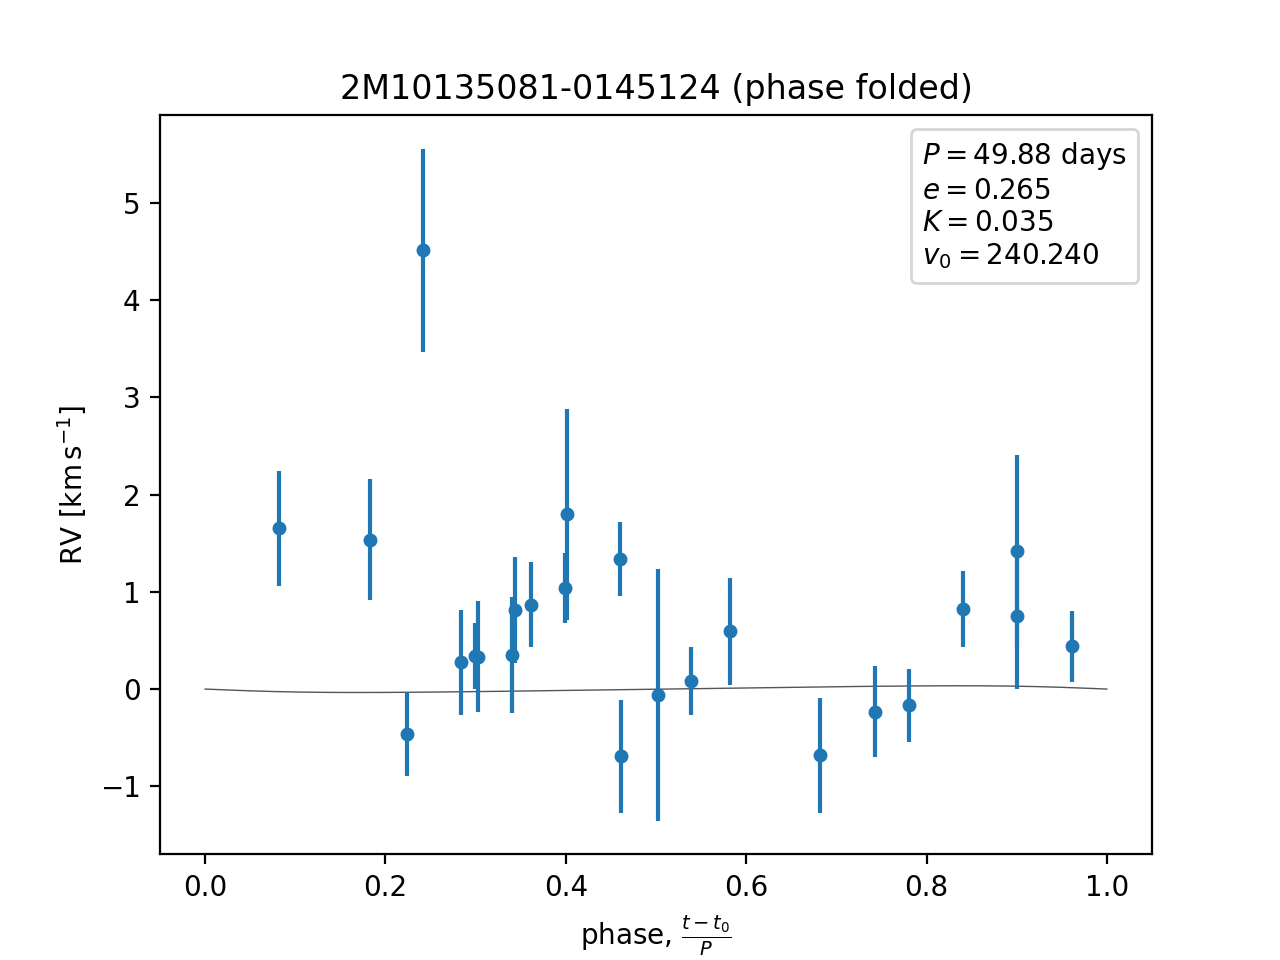 2M10135081-0145124 (phase folded)
P = 49.88 days
e = 0.265
K = 0.035
v₀ = 240.240
5
4
3
2
1
0
−1
RV [km s⁻¹]
0.0 0.2 0.4 0.6 0.8 1.0
phase, (t − t₀)/P